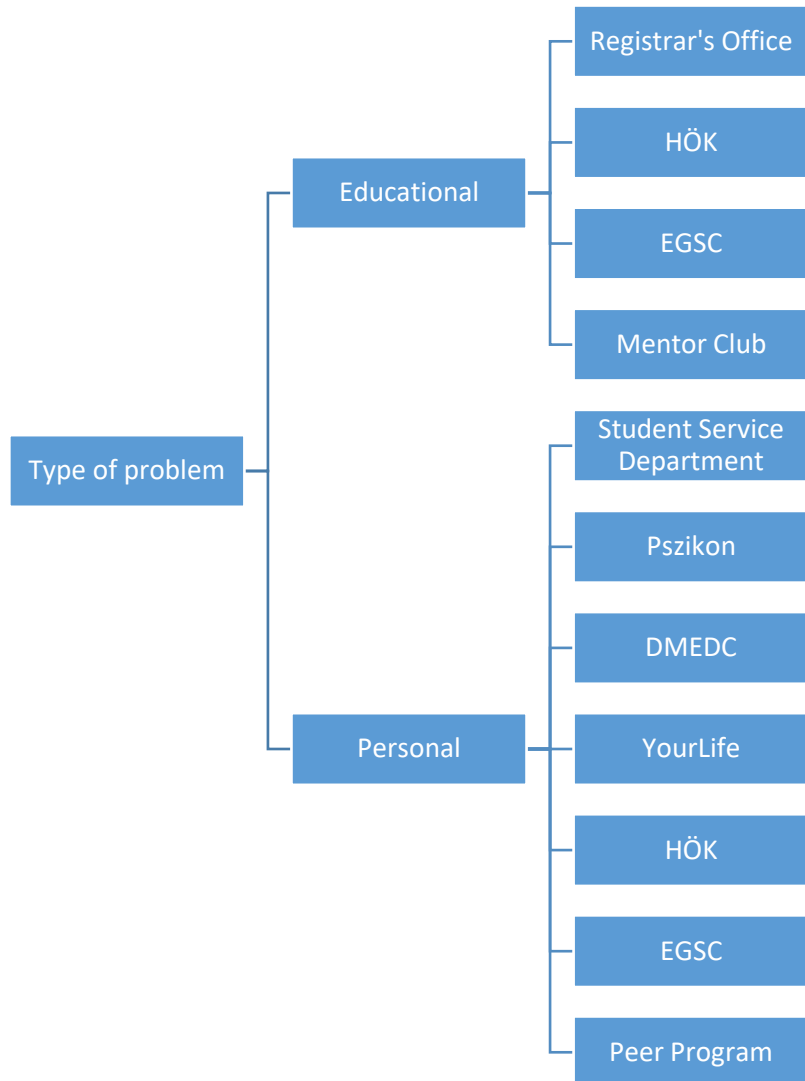 Type of problem
Educational
Registrar's Office
HÖK
EGSC
Mentor Club
Personal
Student Service
Department
Pszikon
DMEDC
YourLife
HÖK
EGSC
Peer Program